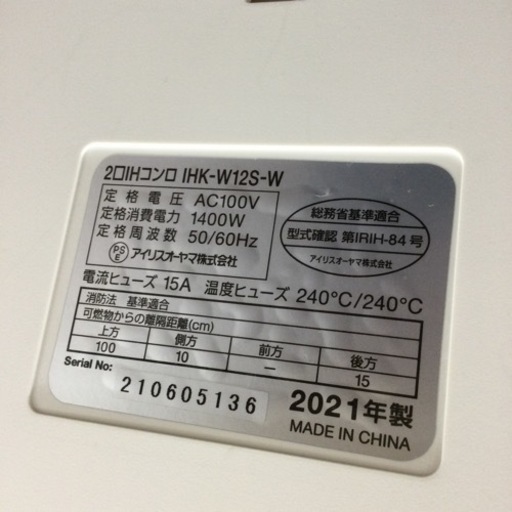 2口IHコンロ IHK-W12S-W
定格電圧 AC100V
定格消費電力 1400W
定格周波数 50/60Hz
PSE アイリスオーヤマ株式会社
総務省基準適合
型式確認 第IRIH-84号
アイリスオーヤマ株式会社
電流ヒューズ 15A 温度ヒューズ 240℃/240℃
消防法 基準適合
可燃物からの離隔距離(cm)
上方 側方 前方 後方
100 10 － 15
Serial No:
210605136
2021年製
MADE IN CHINA